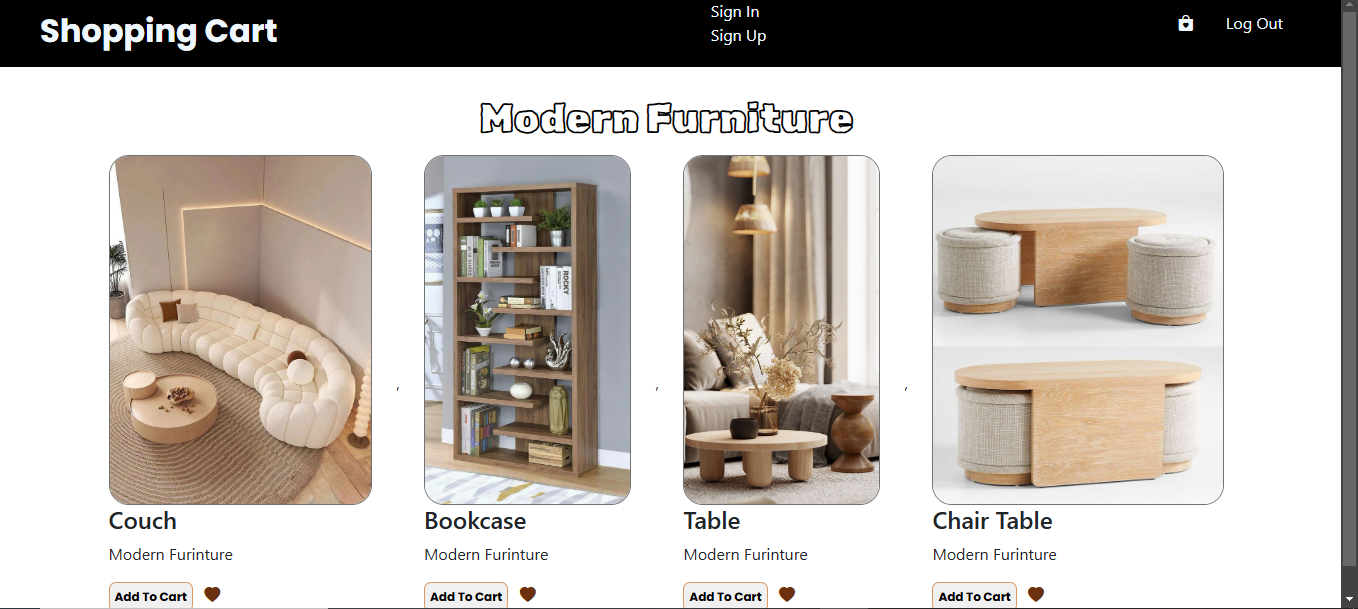 Shopping Cart
Sign In
Sign Up
Log Out
Modern Furniture
ROCKY
, , ,
Couch
Bookcase
Table
Chair Table
Modern Furinture
Modern Furinture
Modern Furinture
Modern Furinture
Add To Cart
Add To Cart
Add To Cart
Add To Cart